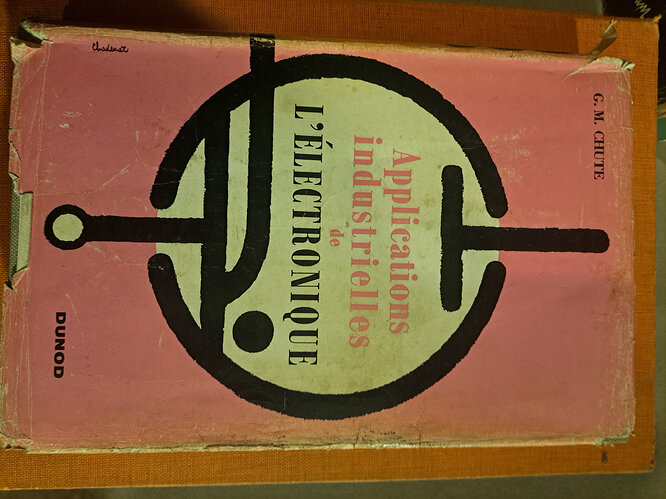 G. M. CHUTE
Applications
industrielles
de
L'ÉLECTRONIQUE
DUNOD